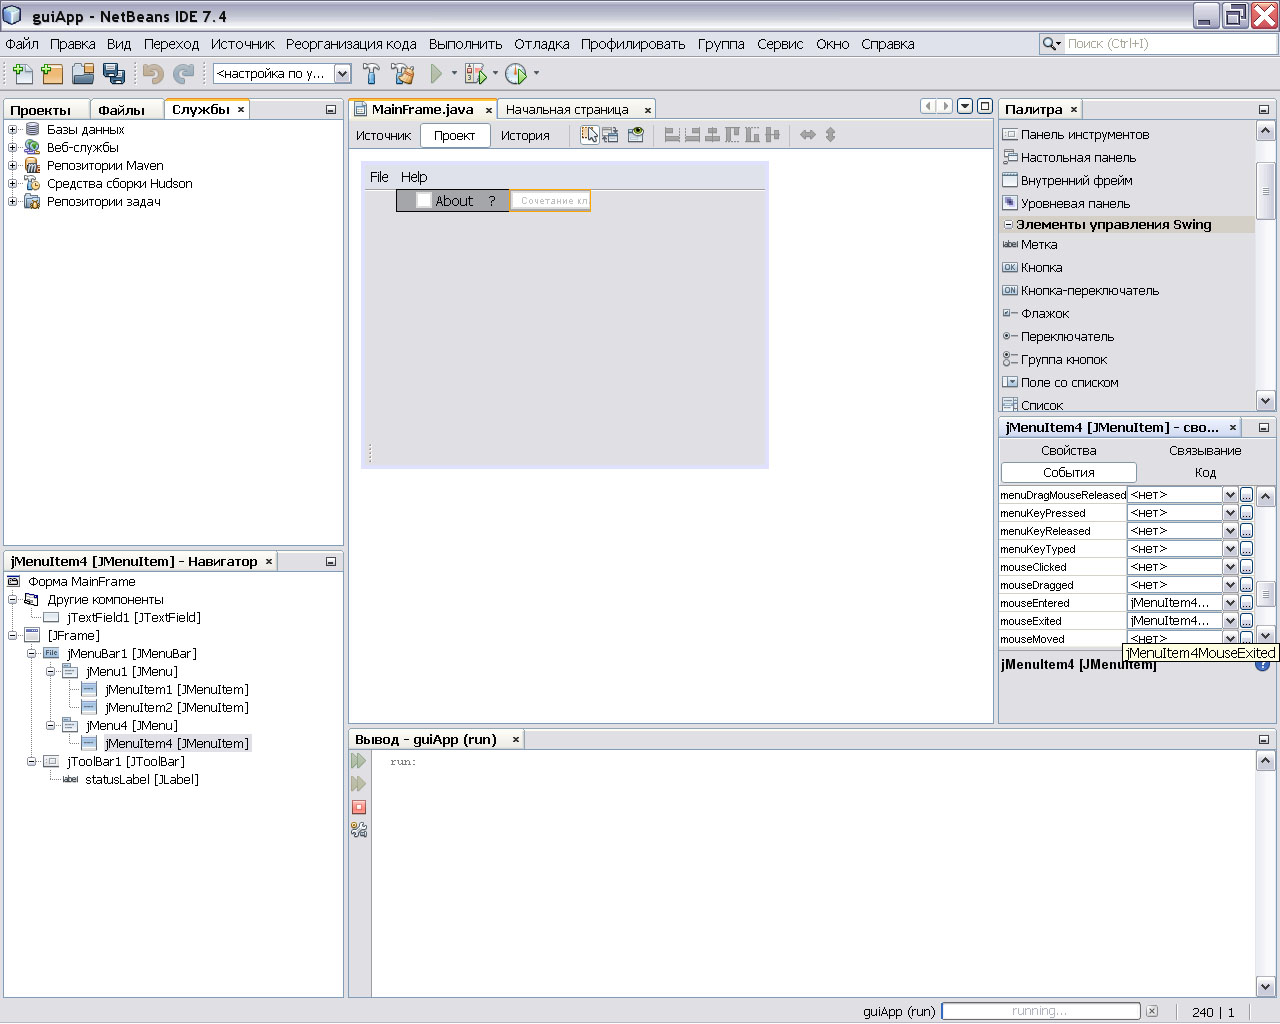 guiApp - NetBeans IDE 7.4
Файл Правка Вид Переход Источник Реорганизация кода Выполнить Отладка Профилировать Группа Сервис Окно Справка
Поиск (Ctrl+I)
<настройка по у...
Проекты Файлы Службы
Базы данных
Веб-службы
Репозитории Maven
Средства сборки Hudson
Репозитории задач
MainFrame.java Начальная страница
Источник Проект История
File Help
About ? Сочетание кл
Палитра
Панель инструментов
Настольная панель
Внутренний фрейм
Уровневая панель
Элементы управления Swing
label Метка
OK Кнопка
ON Кнопка-переключатель
Флажок
Переключатель
Группа кнопок
Поле со списком
Список
jMenuItem4 [JMenuItem] - сво...
Свойства Связывание
События Код
menuDragMouseReleased <нет> ...
menuKeyPressed <нет> ...
menuKeyReleased <нет> ...
menuKeyTyped <нет> ...
mouseClicked <нет> ...
mouseDragged <нет> ...
mouseEntered jMenuItem4... ...
mouseExited jMenuItem4... ...
mouseMoved <нет> ...
jMenuItem4MouseExited
jMenuItem4 [JMenuItem]
?
jMenuItem4 [JMenuItem] - Навигатор
Форма MainFrame
Другие компоненты
jTextField1 [JTextField]
[JFrame]
File jMenuBar1 [JMenuBar]
jMenu1 [JMenu]
jMenuItem1 [JMenuItem]
jMenuItem2 [JMenuItem]
jMenu4 [JMenu]
jMenuItem4 [JMenuItem]
jToolBar1 [JToolBar]
label statusLabel [JLabel]
Вывод - guiApp (run)
run:
guiApp (run) running... 240 | 1